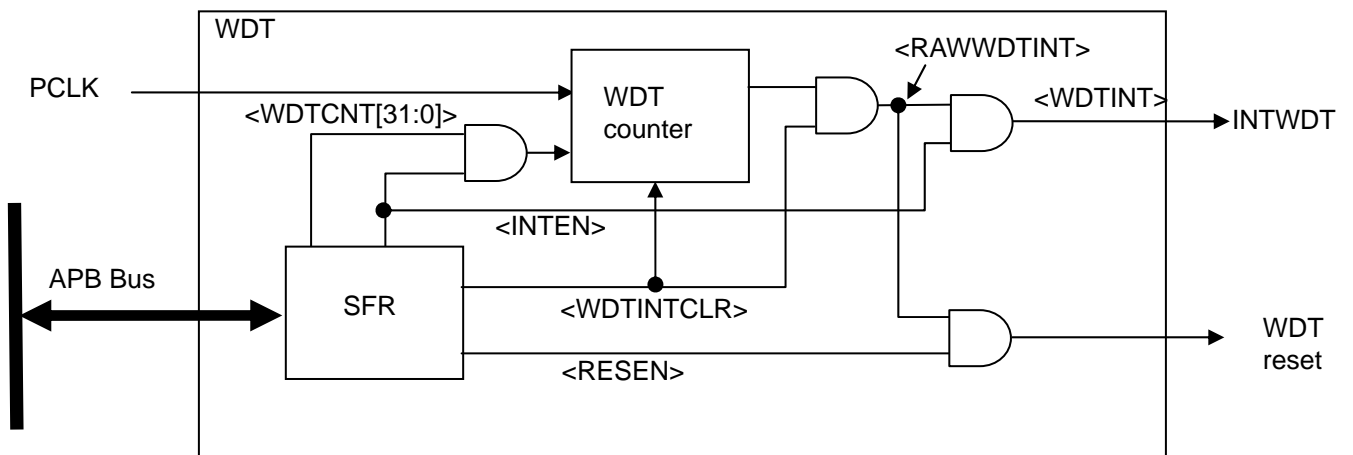 WDT
<RAWWDTINT>
PCLK
<WDTCNT[31:0]>
WDT
counter
<WDTINT>
INTWDT
<INTEN>
APB Bus
SFR
<WDTINTCLR>
<RESEN>
WDT
reset